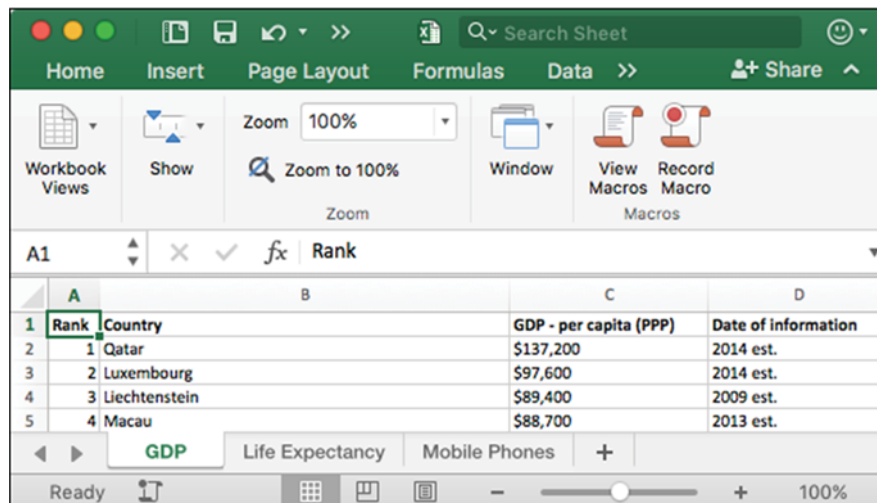 Search Sheet
Home Insert Page Layout Formulas Data Share
Workbook Views
Show
Zoom 100%
Zoom to 100%
Zoom
Window
View Macros
Record Macro
Macros
A1 fx Rank
A B C D
1 Rank Country GDP - per capita (PPP) Date of information
2 1 Qatar $137,200 2014 est.
3 2 Luxembourg $97,600 2014 est.
4 3 Liechtenstein $89,400 2009 est.
5 4 Macau $88,700 2013 est.
GDP Life Expectancy Mobile Phones +
Ready 100%